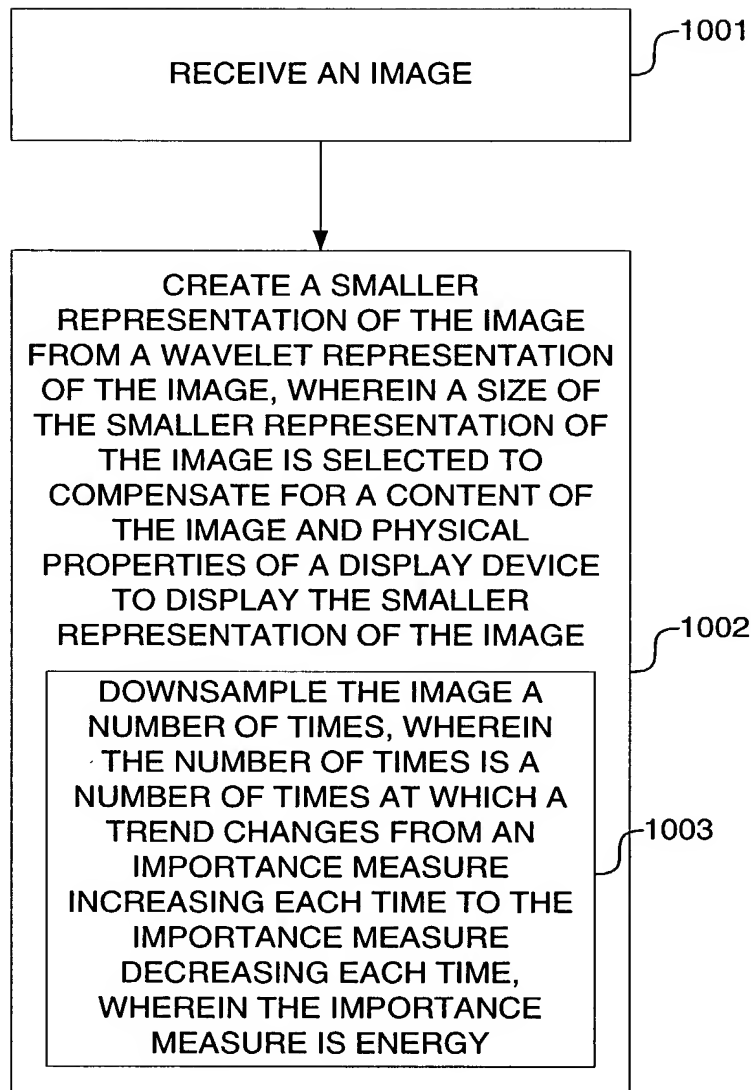 1001
RECEIVE AN IMAGE
CREATE A SMALLER
REPRESENTATION OF THE IMAGE
FROM A WAVELET REPRESENTATION
OF THE IMAGE, WHEREIN A SIZE OF
THE SMALLER REPRESENTATION OF
THE IMAGE IS SELECTED TO
COMPENSATE FOR A CONTENT OF
THE IMAGE AND PHYSICAL
PROPERTIES OF A DISPLAY DEVICE
TO DISPLAY THE SMALLER
REPRESENTATION OF THE IMAGE
1002
DOWNSAMPLE THE IMAGE A
NUMBER OF TIMES, WHEREIN
THE NUMBER OF TIMES IS A
NUMBER OF TIMES AT WHICH A
TREND CHANGES FROM AN
IMPORTANCE MEASURE
INCREASING EACH TIME TO THE
IMPORTANCE MEASURE
DECREASING EACH TIME,
WHEREIN THE IMPORTANCE
MEASURE IS ENERGY
1003